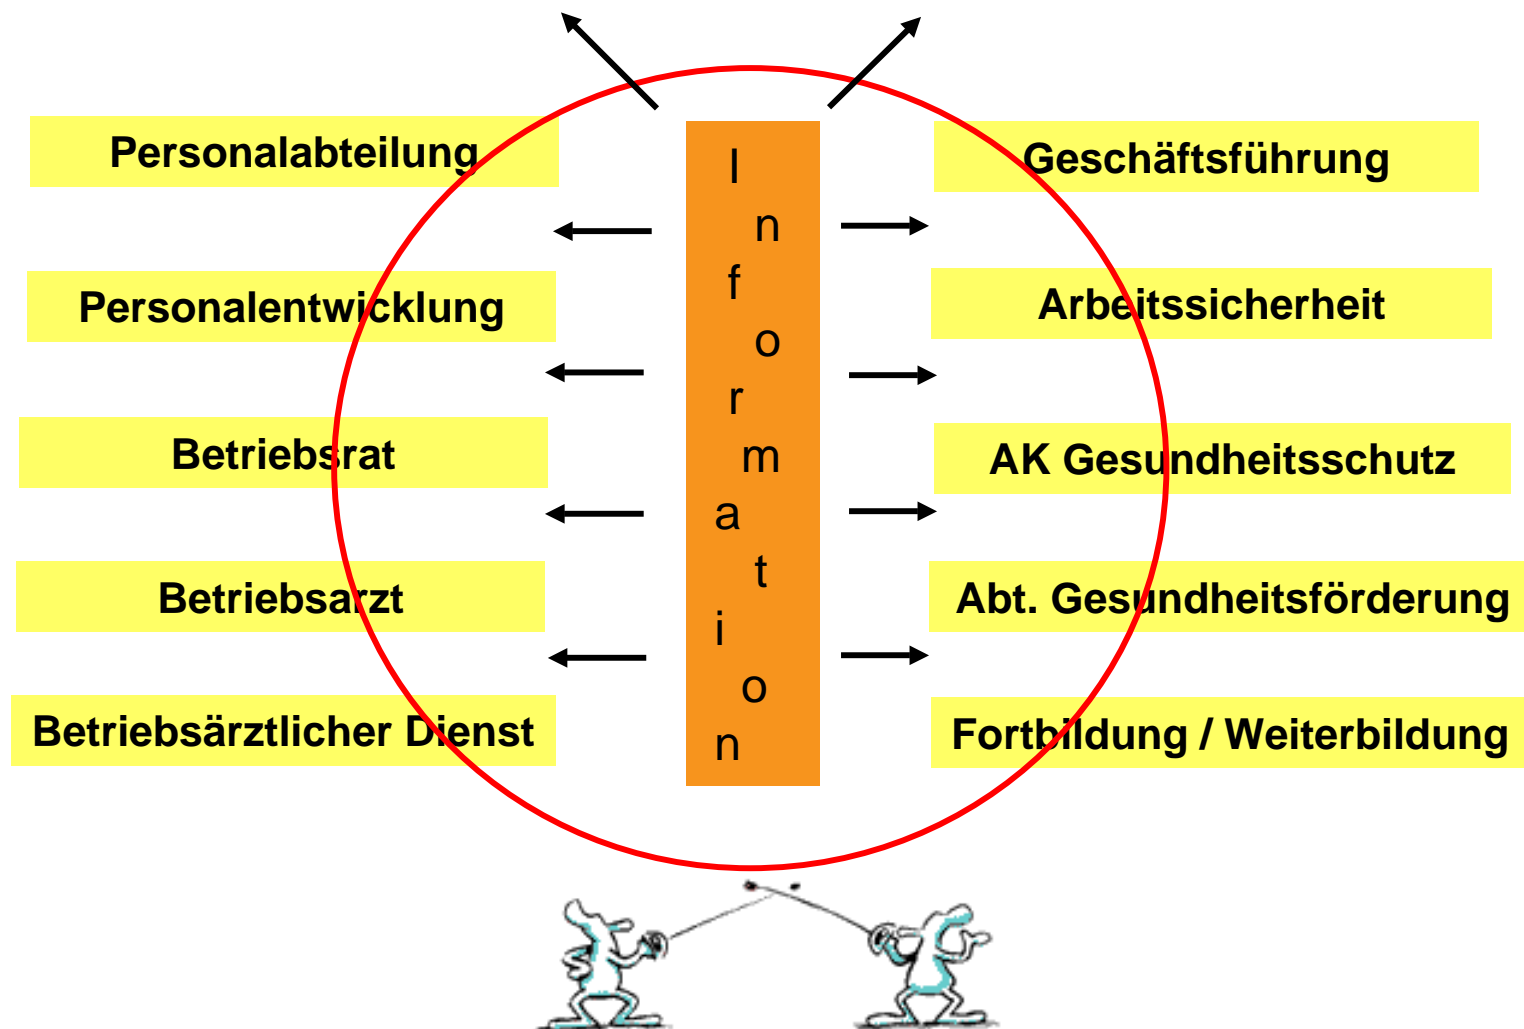 Personalabteilung
Personalentwicklung
Betriebsrat
Betriebsarzt
Betriebsärztlicher Dienst
I
n
f
o
r
m
a
t
i
o
n
Geschäftsführung
Arbeitssicherheit
AK Gesundheitsschutz
Abt. Gesundheitsförderung
Fortbildung / Weiterbildung